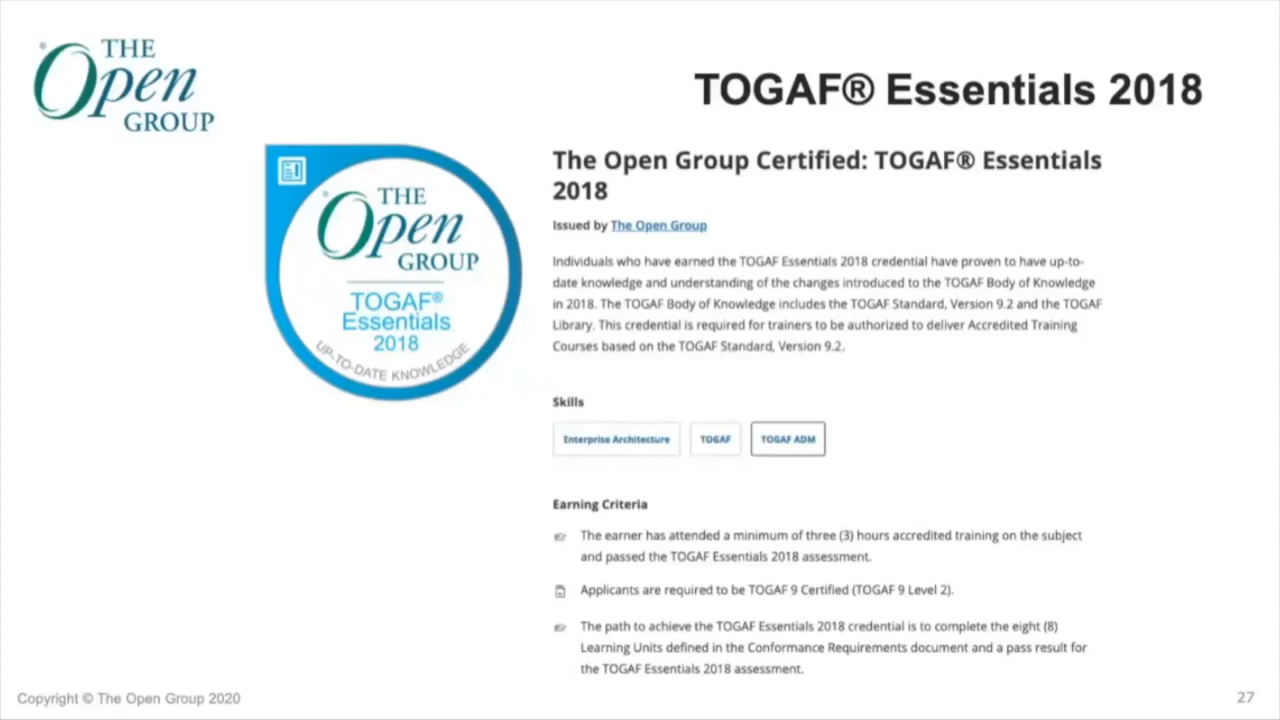 THE
Open
GROUP
TOGAF® Essentials 2018
THE
Open
GROUP
TOGAF®
Essentials
2018
UP-TO-DATE KNOWLEDGE
The Open Group Certified: TOGAF® Essentials
2018
Issued by The Open Group
Individuals who have earned the TOGAF Essentials 2018 credential have proven to have up-to-
date knowledge and understanding of the changes introduced to the TOGAF Body of Knowledge
in 2018. The TOGAF Body of Knowledge includes the TOGAF Standard, Version 9.2 and the TOGAF
Library. This credential is required for trainers to be authorized to deliver Accredited Training
Courses based on the TOGAF Standard, Version 9.2.
Skills
Enterprise Architecture TOGAF TOGAF ADM
Earning Criteria
The earner has attended a minimum of three (3) hours accredited training on the subject
and passed the TOGAF Essentials 2018 assessment.
Applicants are required to be TOGAF 9 Certified (TOGAF 9 Level 2).
The path to achieve the TOGAF Essentials 2018 credential is to complete the eight (8)
Learning Units defined in the Conformance Requirements document and a pass result for
the TOGAF Essentials 2018 assessment.
Copyright © The Open Group 2020
27